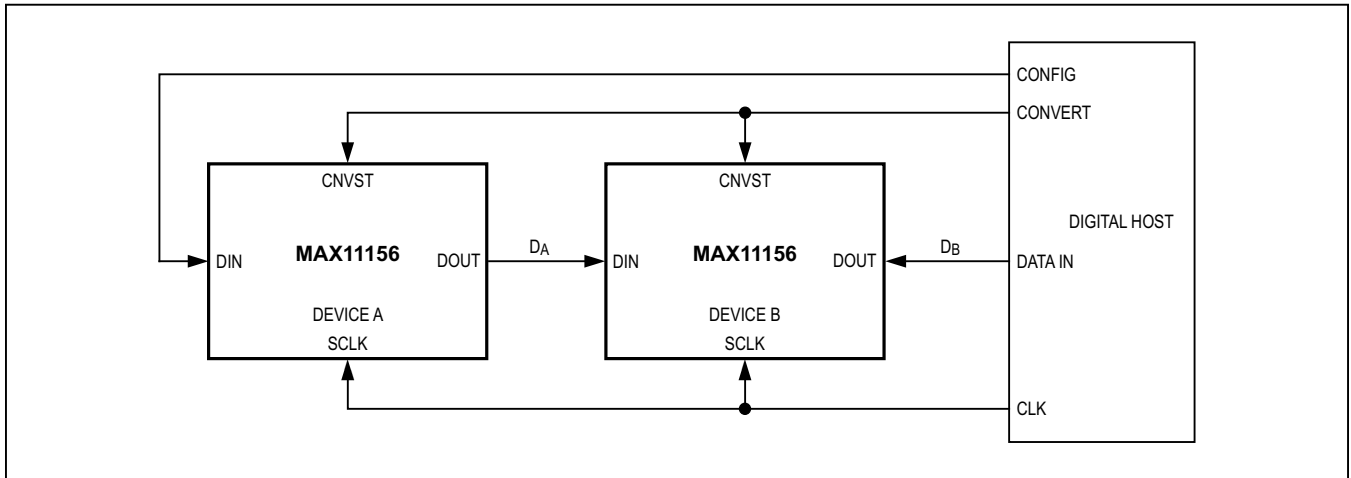 CONFIG
CONVERT
CNVST
CNVST
DIGITAL HOST
MAX11156
MAX11156
DIN
DOUT
DA
DIN
DOUT
DB
DATA IN
DEVICE A
DEVICE B
SCLK
SCLK
CLK